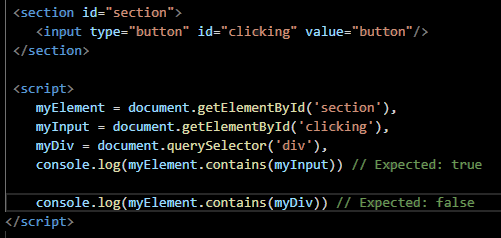 <section id="section">
<input type="button" id="clicking" value="button"/>
</section>
<script>
myElement = document.getElementById('section'),
myInput = document.getElementById('clicking'),
myDiv = document.querySelector('div'),
console.log(myElement.contains(myInput)) // Expected: true
console.log(myElement.contains(myDiv)) // Expected: false
</script>